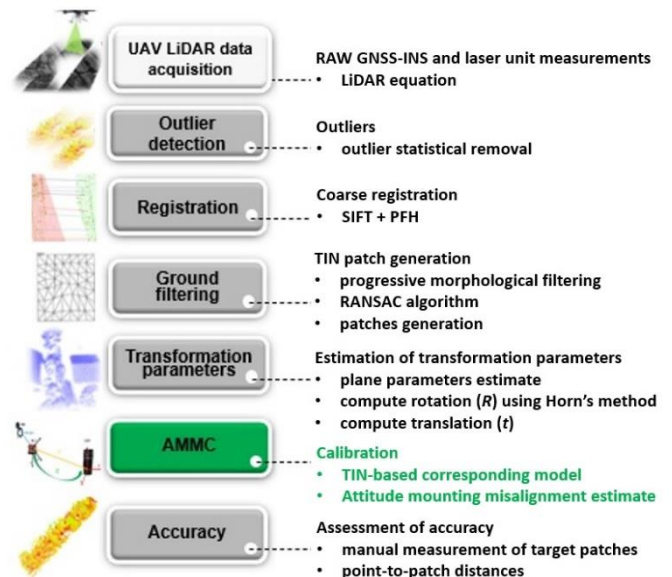 UAV LiDAR data
acquisition
RAW GNSS-INS and laser unit measurements
• LiDAR equation
Outlier
detection
Outliers
• outlier statistical removal
Registration
Coarse registration
• SIFT + PFH
Ground
filtering
TIN patch generation
• progressive morphological filtering
• RANSAC algorithm
• patches generation
Transformation
parameters
Estimation of transformation parameters
• plane parameters estimate
• compute rotation (R) using Horn's method
• compute translation (t)
AMMC
Calibration
• TIN-based corresponding model
• Attitude mounting misalignment estimate
Accuracy
Assessment of accuracy
• manual measurement of target patches
• point-to-patch distances